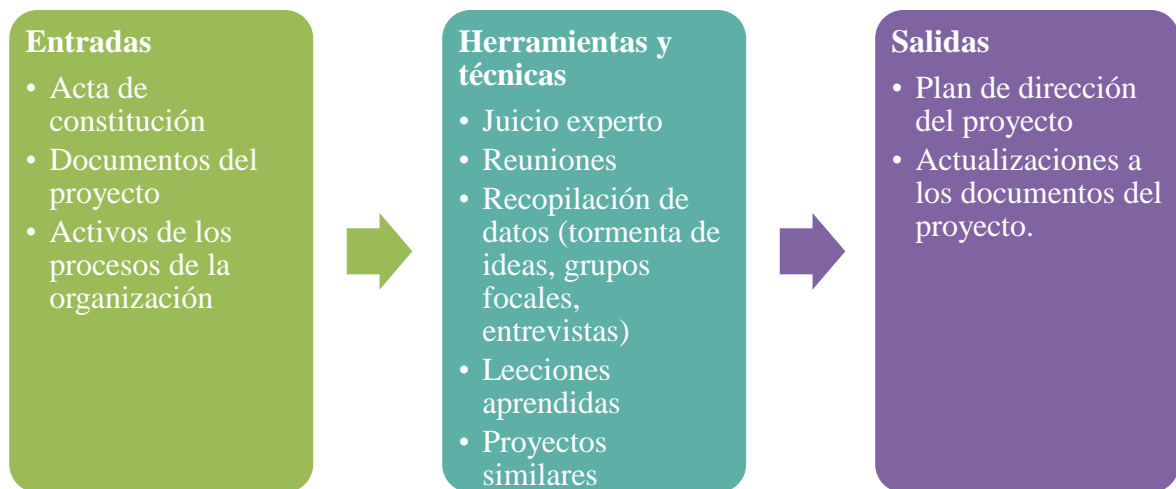 Entradas
• Acta de
constitución
• Documentos del
proyecto
• Activos de los
procesos de la
organización
Herramientas y
técnicas
• Juicio experto
• Reuniones
• Recopilación de
datos (tormenta de
ideas, grupos
focales,
entrevistas)
• Leeciones
aprendidas
• Proyectos
similares
Salidas
• Plan de dirección
del proyecto
• Actualizaciones a
los documentos del
proyecto.